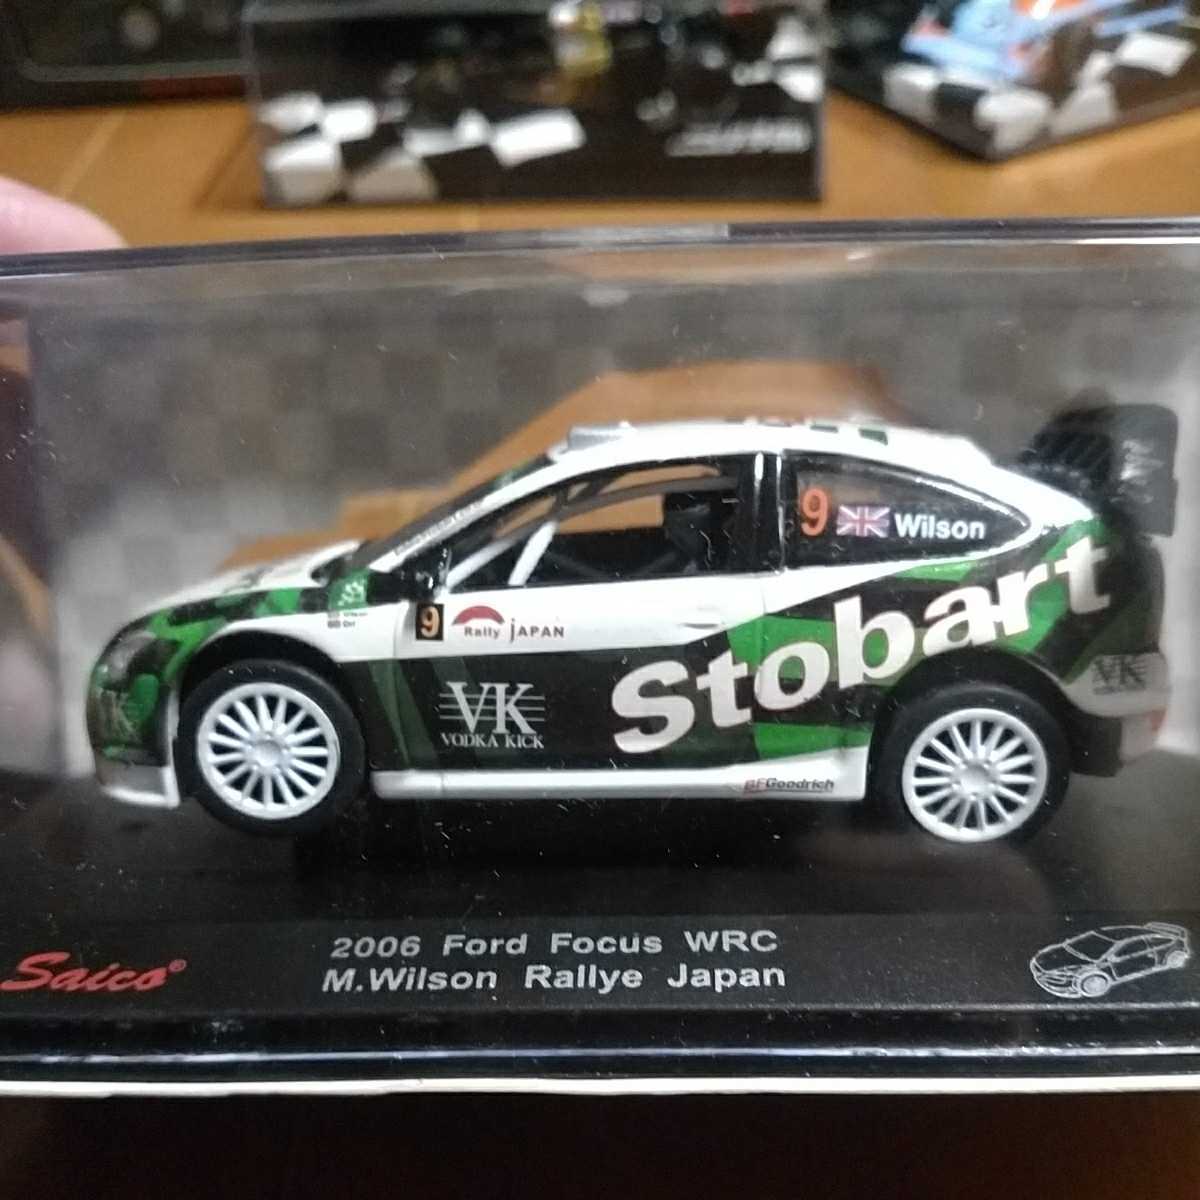 9 Wilson
9 Rally jAPAN
Stobart
VK
VODKA KICK
VK
VK
BFGoodrich
Saico®
2006 Ford Focus WRC
M.Wilson Rallye Japan